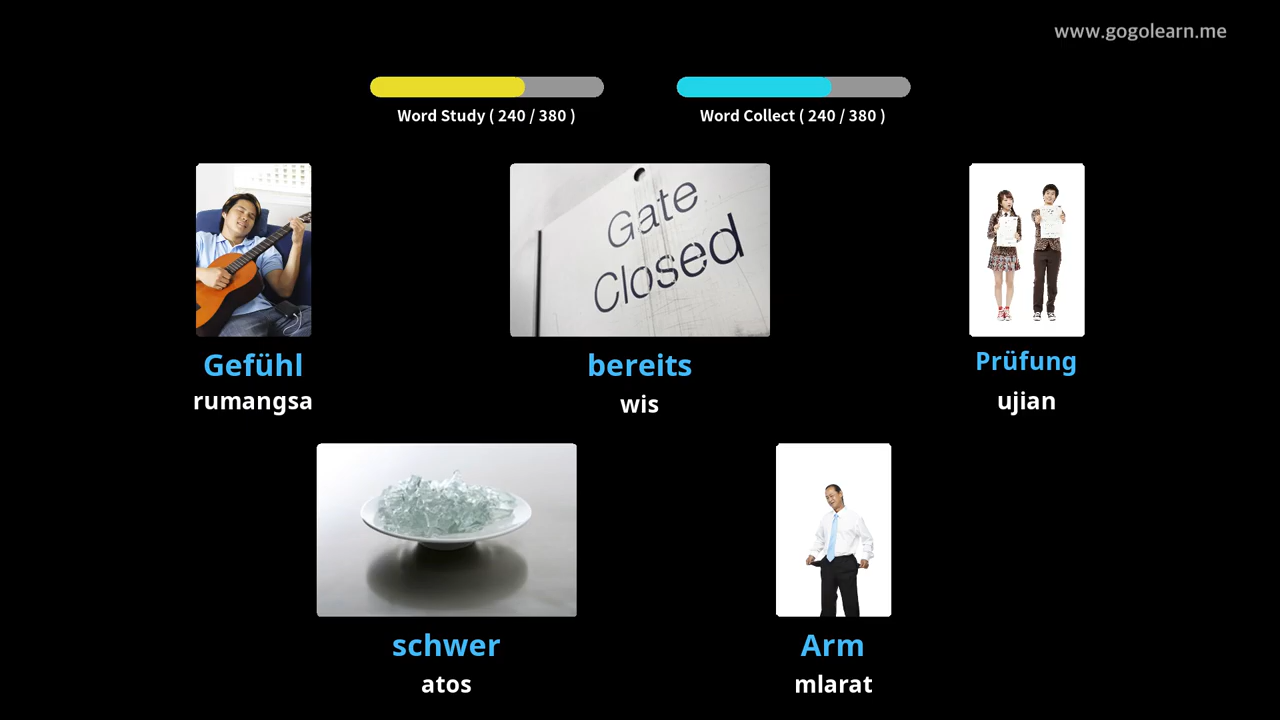 www.gogolearn.me
Word Study ( 240 / 380 )
Word Collect ( 240 / 380 )
Gate
Closed
Gefühl
rumangsa
bereits
wis
Prüfung
ujian
schwer
atos
Arm
mlarat